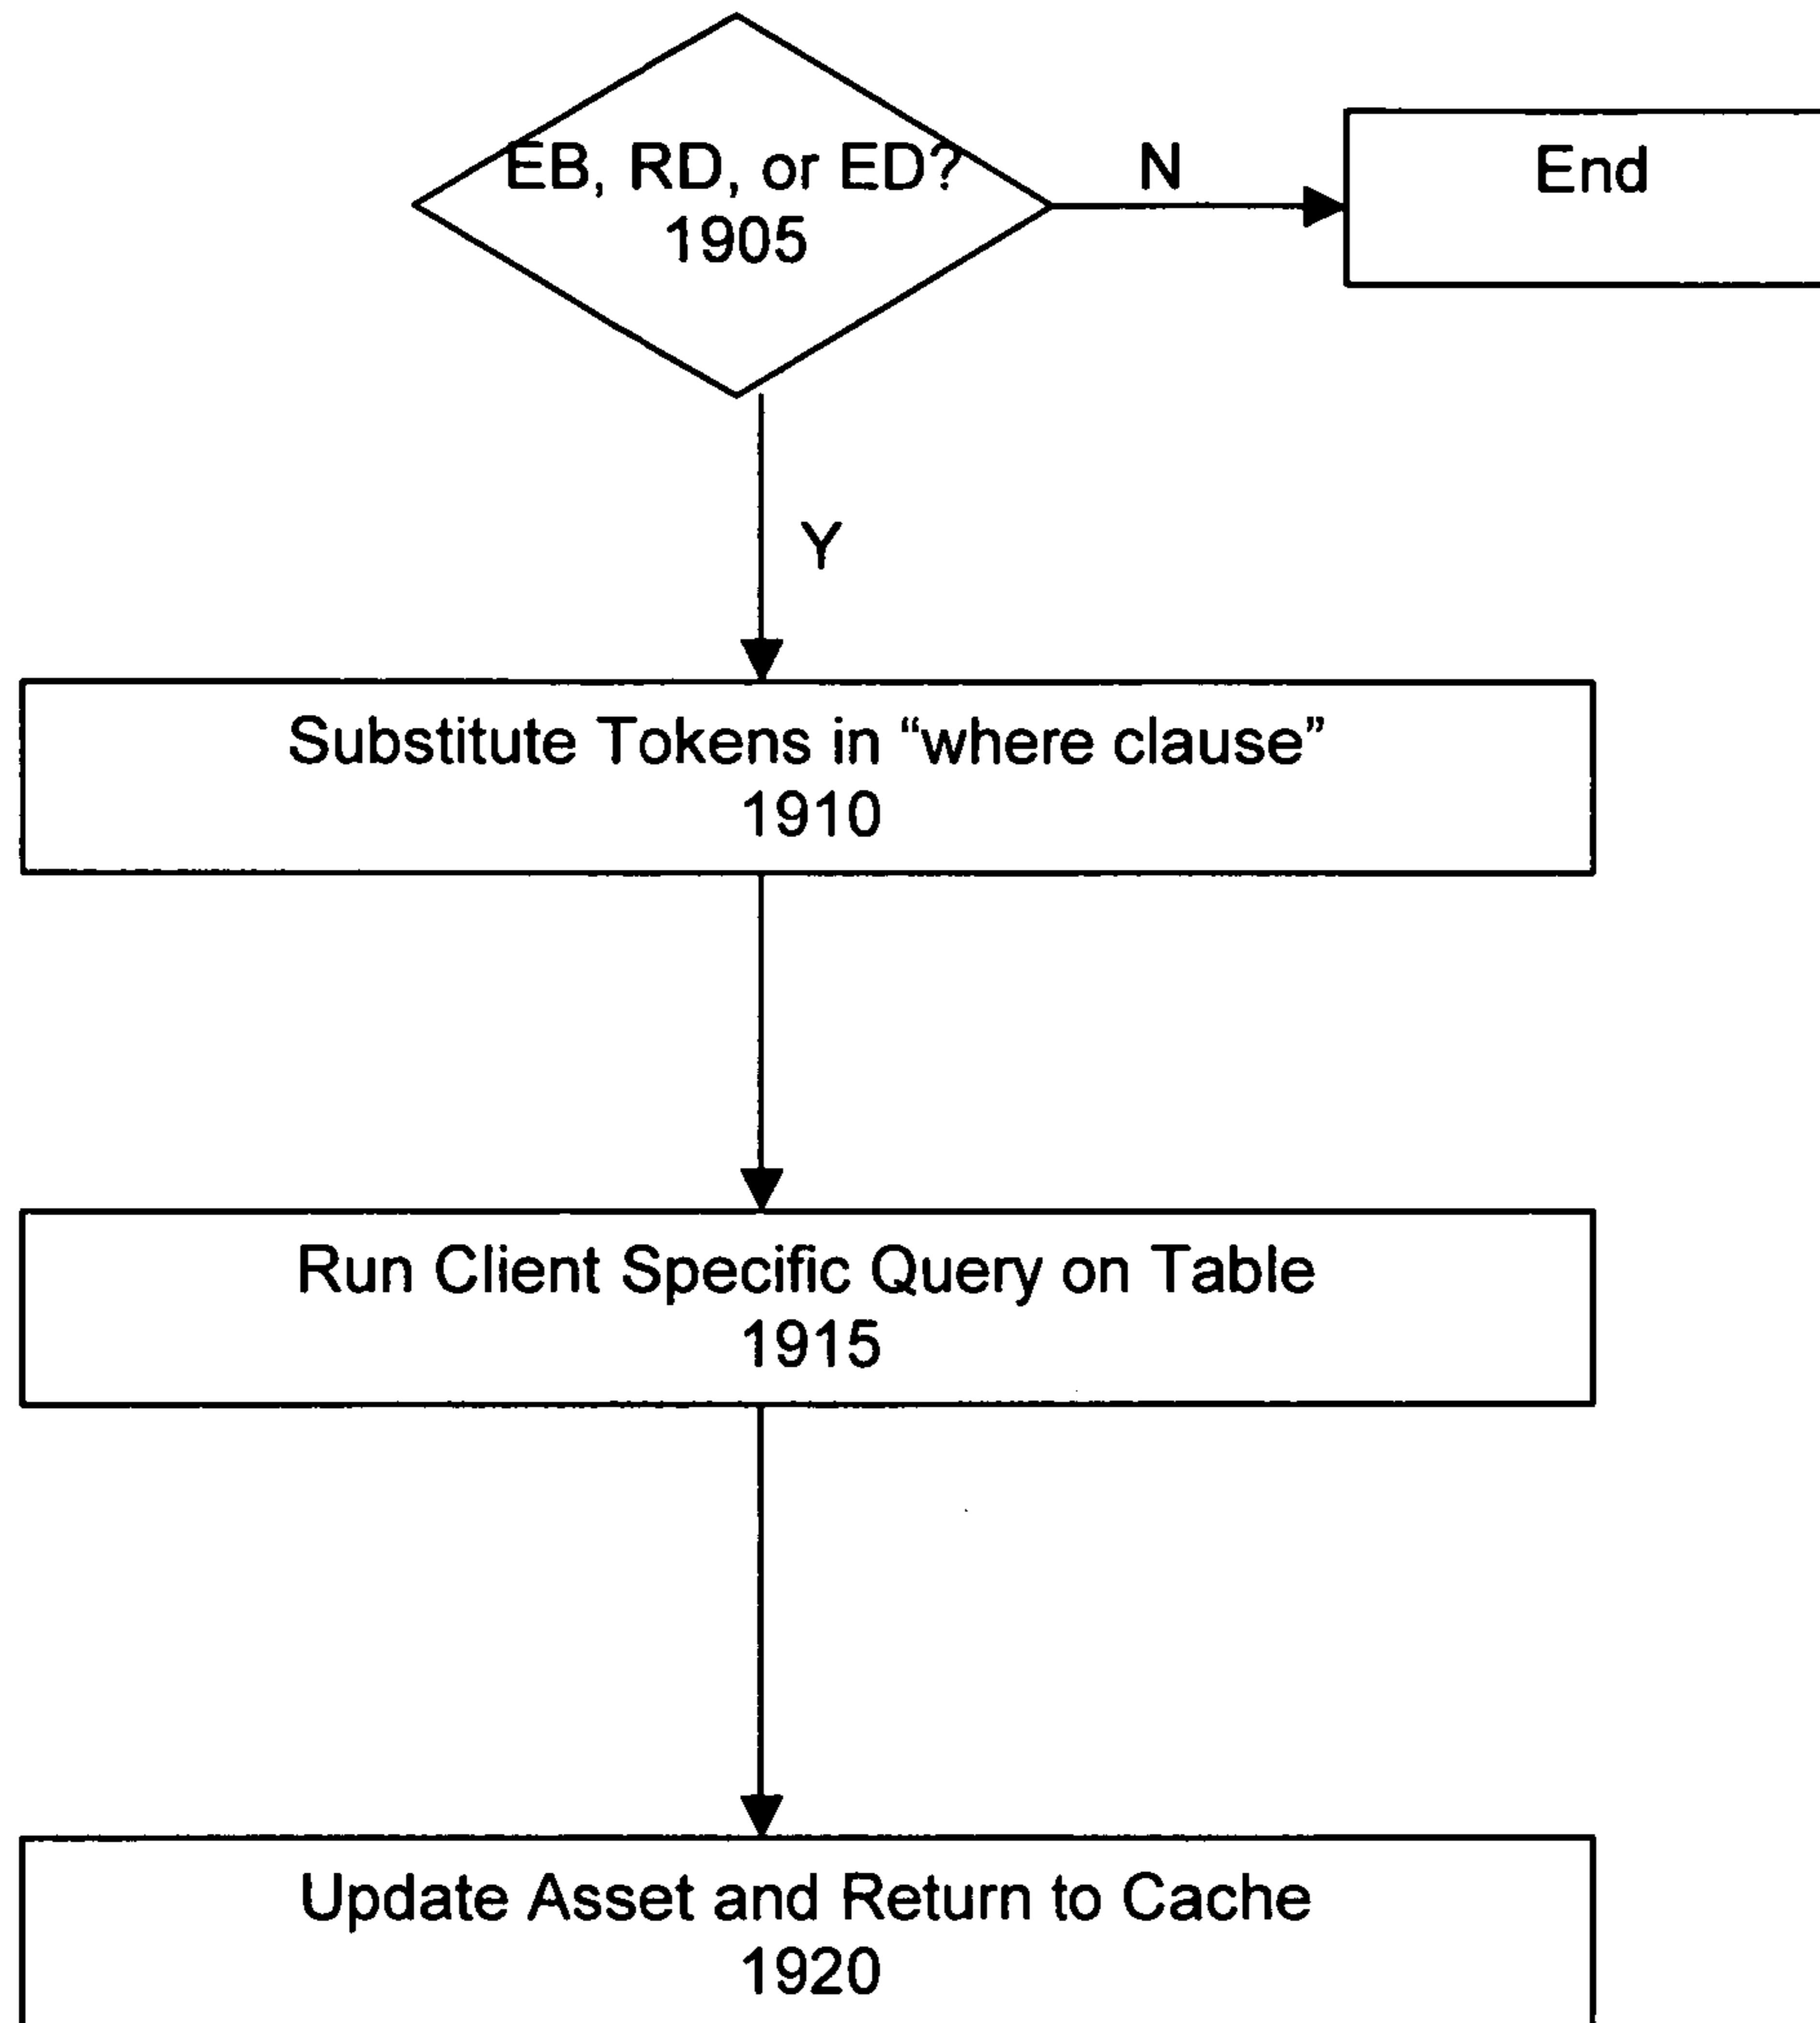 EB, RD, or ED?
1905
N
End
Y
Substitute Tokens in “where clause”
1910
Run Client Specific Query on Table
1915
Update Asset and Return to Cache
1920